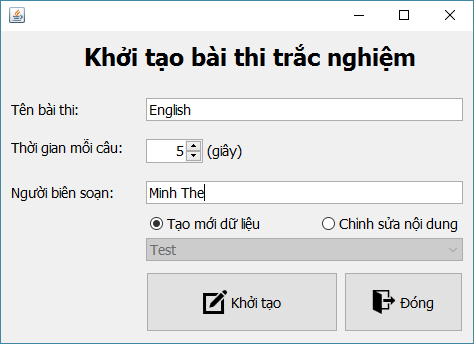 Khởi tạo bài thi trắc nghiệm
Tên bài thi: English
Thời gian mỗi câu: 5 (giây)
Người biên soạn: Minh The
Tạo mới dữ liệu Chỉnh sửa nội dung
Test
Khởi tạo Đóng